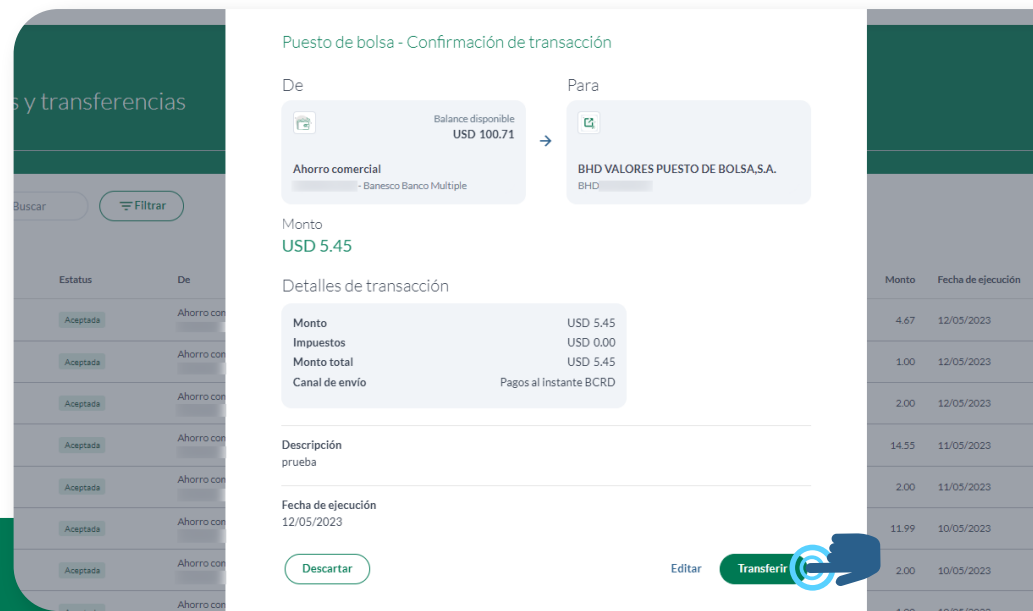 Puesto de bolsa - Confirmación de transacción
s y transferencias
De
Para
Balance disponible
USD 100.71
Ahorro comercial
- Banesco Banco Multiple
BHD VALORES PUESTO DE BOLSA,S.A.
BHD
Buscar
Filtrar
Monto
USD 5.45
Detalles de transacción
Monto USD 5.45
Impuestos USD 0.00
Monto total USD 5.45
Canal de envío Pagos al instante BCRD
Descripción
prueba
Fecha de ejecución
12/05/2023
Descartar
Editar
Transferir
Estatus De Monto Fecha de ejecución
Aceptada Ahorro con 4.67 12/05/2023
Aceptada Ahorro con 1.00 12/05/2023
Aceptada Ahorro con 2.00 12/05/2023
Aceptada Ahorro con 14.55 11/05/2023
Aceptada Ahorro con 2.00 11/05/2023
Aceptada Ahorro con 11.99 10/05/2023
Aceptada Ahorro con 2.00 10/05/2023
Ahorro con